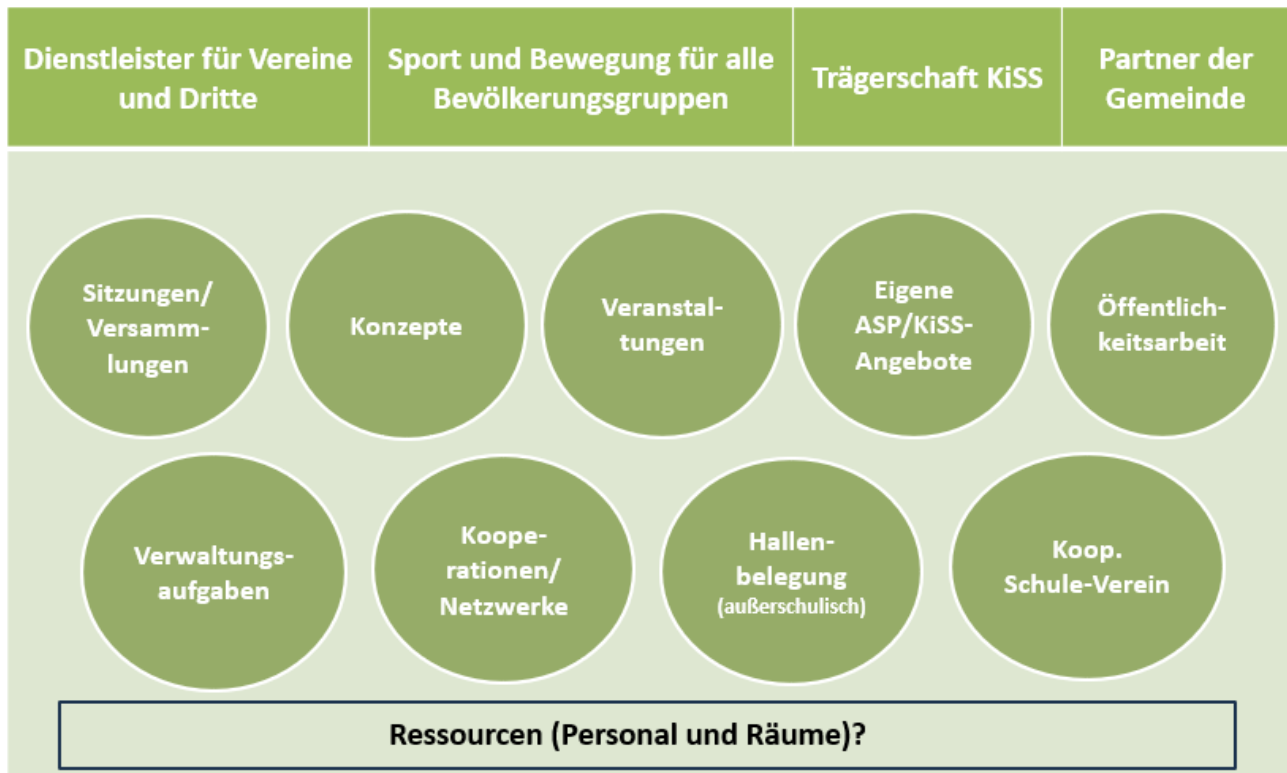 Dienstleister für Vereine
und Dritte
Sport und Bewegung für alle
Bevölkerungsgruppen
Trägerschaft KiSS
Partner der
Gemeinde
Sitzungen/
Versamm-
lungen
Konzepte
Veranstal-
tungen
Eigene
ASP/KiSS-
Angebote
Öffentlich-
keitsarbeit
Verwaltungs-
aufgaben
Koope-
rationen/
Netzwerke
Hallen-
belegung
(außerschulisch)
Koop.
Schule-Verein
Ressourcen (Personal und Räume)?